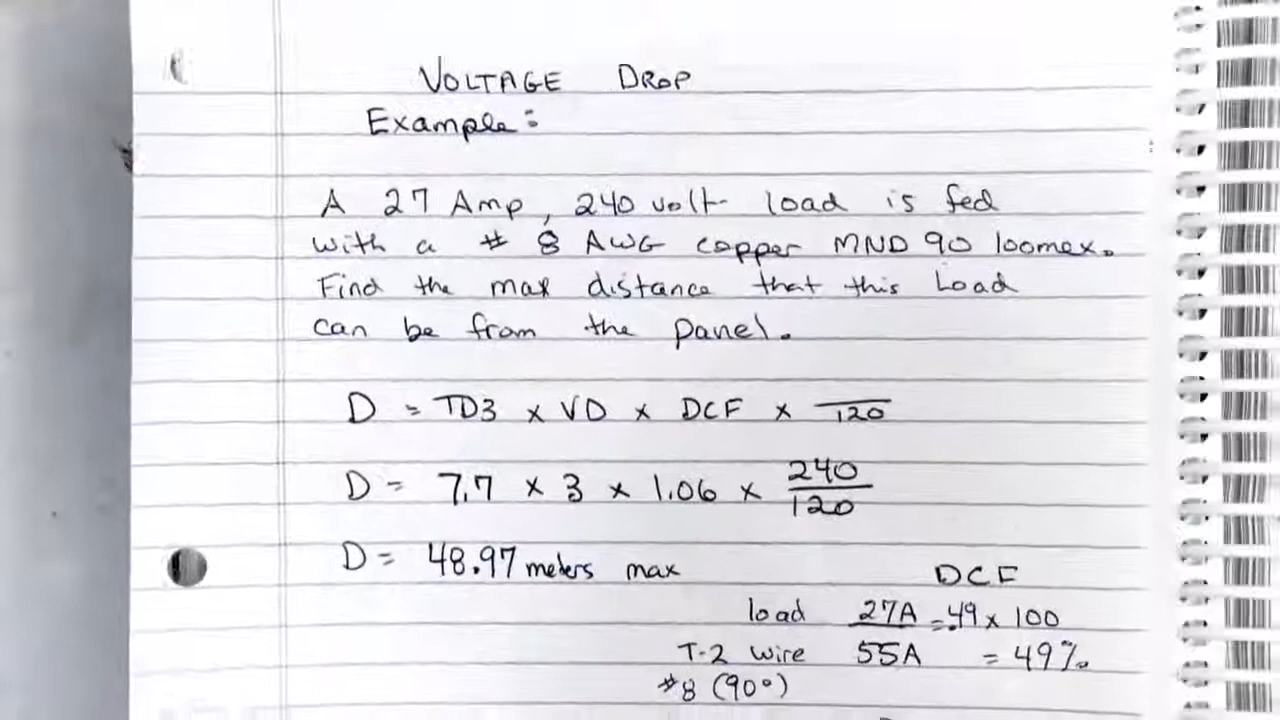 VOLTAGE DROP
Example:
A 27 Amp, 240 volt load is fed
with a # 8 AWG copper MND 90 loomex.
Find the max distance that this Load
can be from the panel.
D = TD3 x VD x DCF x —/120
D = 7.7 x 3 x 1.06 x 240/120
D = 48.97 meters max
DCF
load 27A = .49 x 100
T-2 wire 55A = 49%
#8 (90°)